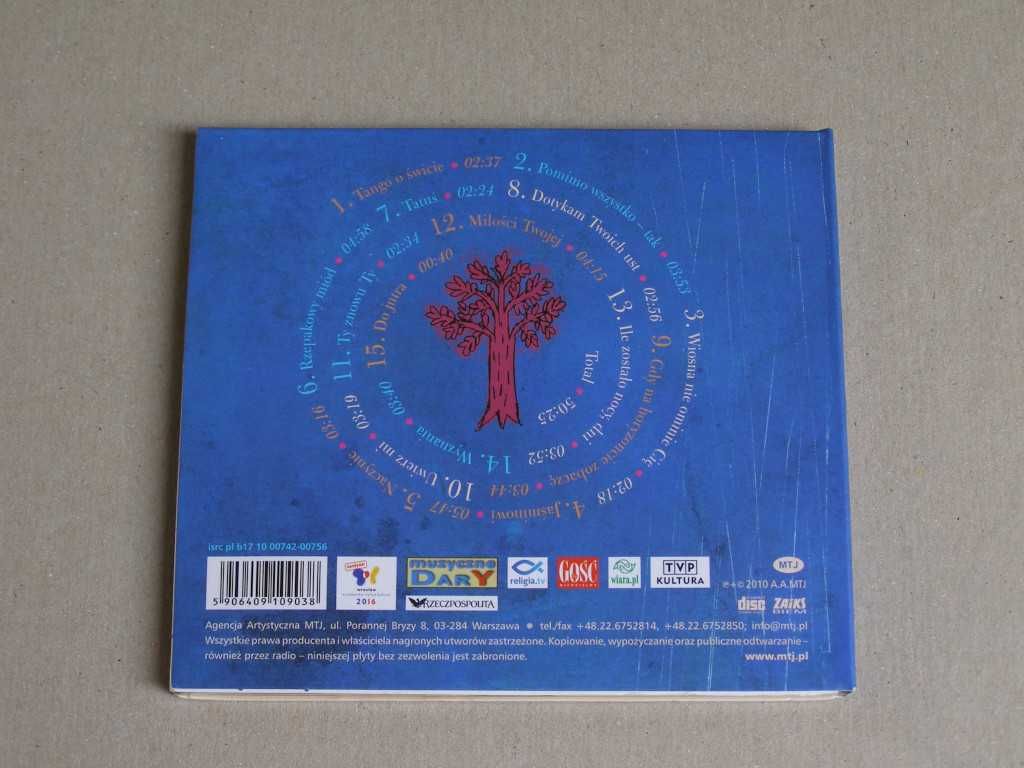 1. Tango o świcie • 02:37
2. Pomimo wszystko – tak • 03:53
3. Wiosna nie ominie Cię • 02:18
4. Jaśminowi • 05:47
5. Naczynie • 03:16
6. Rzepakowy miód • 04:58
7. Tatuś • 02:24
8. Dotykam Twoich ust • 02:56
9. Gdy na horyzoncie zobaczę • 03:44
10. Uwierz mi • 03:19
11. Ty znowu Ty • 02:34
12. Miłości Twojej • 04:15
13. Ile zostało nocy, dni • 03:52
14. Wyznania • 03:40
15. Do jutra • 00:40
Total • 50:25
isrc pl b17 10 00742-00756
5 906409 109038
wrocław
2016
muzyczne
DARY
RZECZPOSPOLITA
religia.tv
GOŚĆ
NIEDZIELNY
wiara.pl
TVP
KULTURA
MTJ
℗+© 2010 A.A.MTJ
disc
ZAiKS
BIEM
Agencja Artystyczna MTJ, ul. Porannej Bryzy 8, 03-284 Warszawa • tel./fax +48.22.6752814, +48.22.6752850; info@mtj.pl
Wszystkie prawa producenta i właściciela nagranych utworów zastrzeżone. Kopiowanie, wypożyczanie oraz publiczne odtwarzanie –
również przez radio – niniejszej płyty bez zezwolenia jest zabronione.
www.mtj.pl